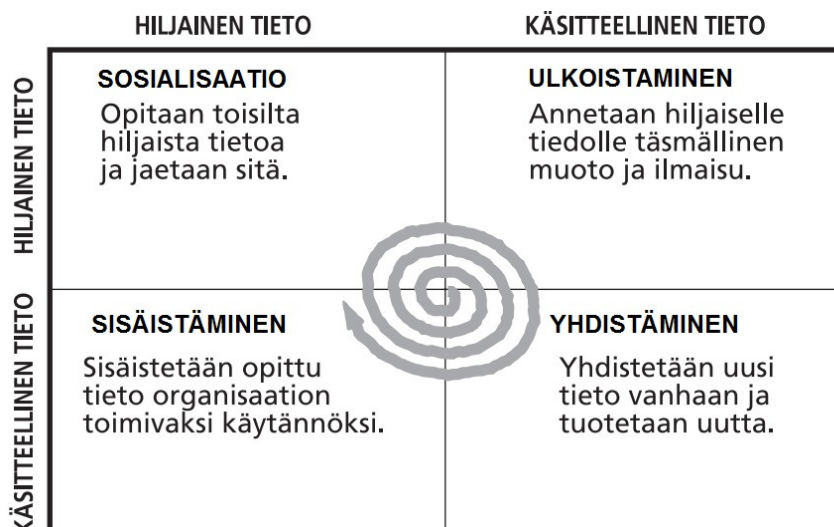 HILJAINEN TIETO
KÄSITTEELLINEN TIETO
HILJAINEN TIETO
SOSIALISAATIO
Opitaan toisilta
hiljaista tietoa
ja jaetaan sitä.
ULKOISTAMINEN
Annetaan hiljaiselle
tiedolle täsmällinen
muoto ja ilmaisu.
KÄSITTEELLINEN TIETO
SISÄISTÄMINEN
Sisäistetään opittu
tieto organisaation
toimivaksi käytännöksi.
YHDISTÄMINEN
Yhdistetään uusi
tieto vanhaan ja
tuotetaan uutta.